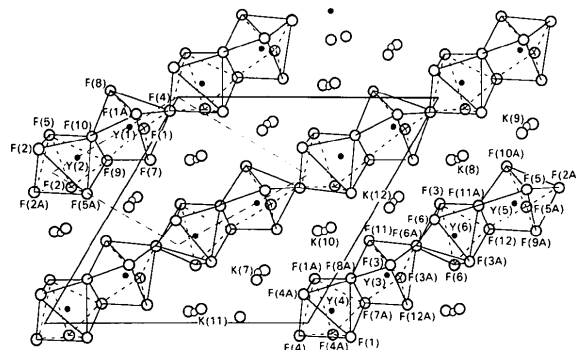 F(8)
F(4)
F(1A)
Y(1)
F(1)
F(5)
F(10)
F(2)
Y(2)
F(9)
F(7)
F(2)
F(2A)
F(5A)
K(9)
F(10A)
F(2A)
K(8)
F(5)
K(12)
F(3)
F(11A)
Y(5)
F(5A)
F(6)
Y(6)
F(12)
F(9A)
K(10)
F(11)
F(6A)
F(3A)
F(6)
K(7)
F(1A)
F(8A)
F(3)
F(4A)
Y(3)
F(3A)
Y(4)
F(7A)
F(12A)
K(11)
F(4)
F(4A)
F(1)